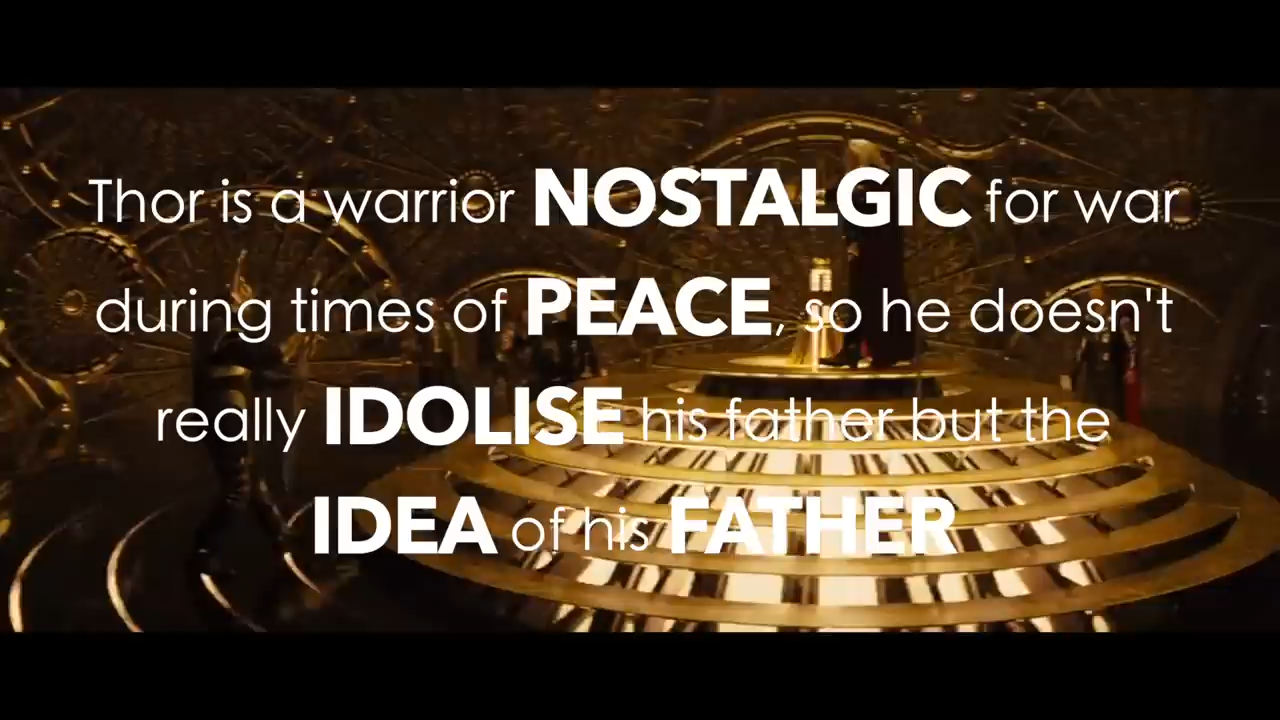 Thor is a warrior NOSTALGIC for war
during times of PEACE, so he doesn't
really IDOLISE his father but the
IDEA of his FATHER